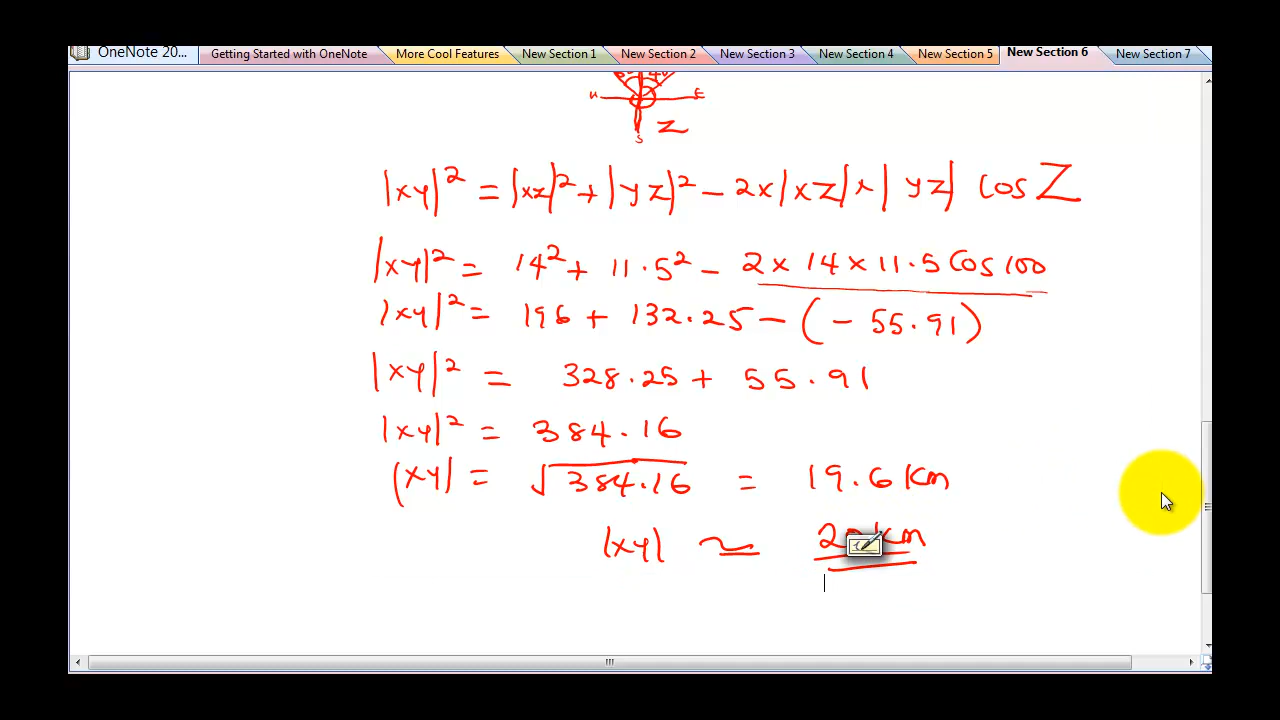 OneNote 20... Getting Started with OneNote More Cool Features New Section 1 New Section 2 New Section 3 New Section 4 New Section 5 New Section 6 New Section 7
E
S
Z
|xy|² = |xz|² + |yz|² - 2x|xz|x|yz| cos Z
|xy|² = 14² + 11.5² - 2 x 14 x 11.5 Cos 100
|xy|² = 196 + 132.25 - (- 55.91)
|xy|² = 328.25 + 55.91
|xy|² = 384.16
|xy| = √384.16 = 19.6 km
|xy| ≃ 20 km